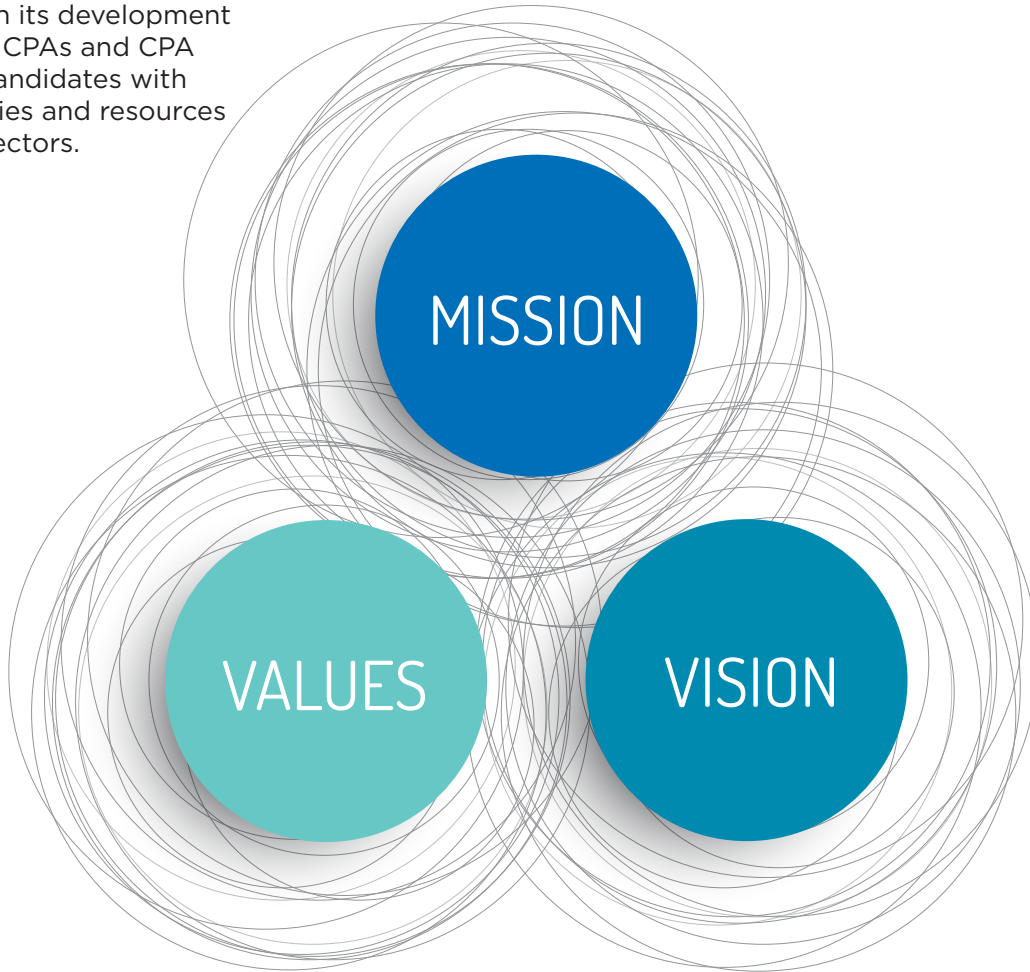 n its development
CPAs and CPA
andidates with
ies and resources
ectors.
MISSION
VALUES
VISION